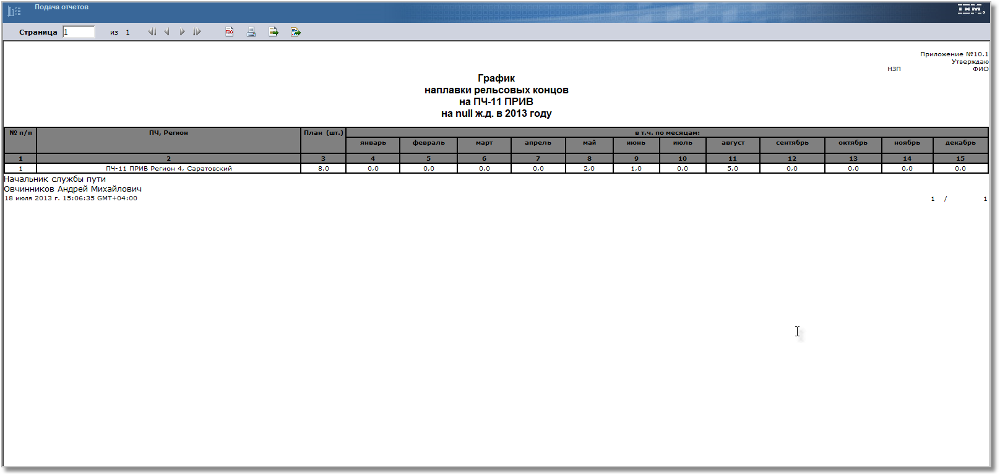 Подача отчетов
IBM.
Страница 1 из 1
TOC
Приложение №10.1
Утверждаю
НЗП ФИО
График
наплавки рельсовых концов
на ПЧ-11 ПРИВ
на null ж.д. в 2013 году
№ п/п ПЧ, Регион План (шт.) в т.ч. по месяцам:
январь февраль март апрель май июнь июль август сентябрь октябрь ноябрь декабрь
1 2 3 4 5 6 7 8 9 10 11 12 13 14 15
1 ПЧ-11 ПРИВ Регион 4, Саратовский 8,0 0,0 0,0 0,0 0,0 2,0 1,0 0,0 5,0 0,0 0,0 0,0 0,0
Начальник службы пути
Овчинников Андрей Михайлович
18 июля 2013 г. 15:06:35 GMT+04:00
1 / 1